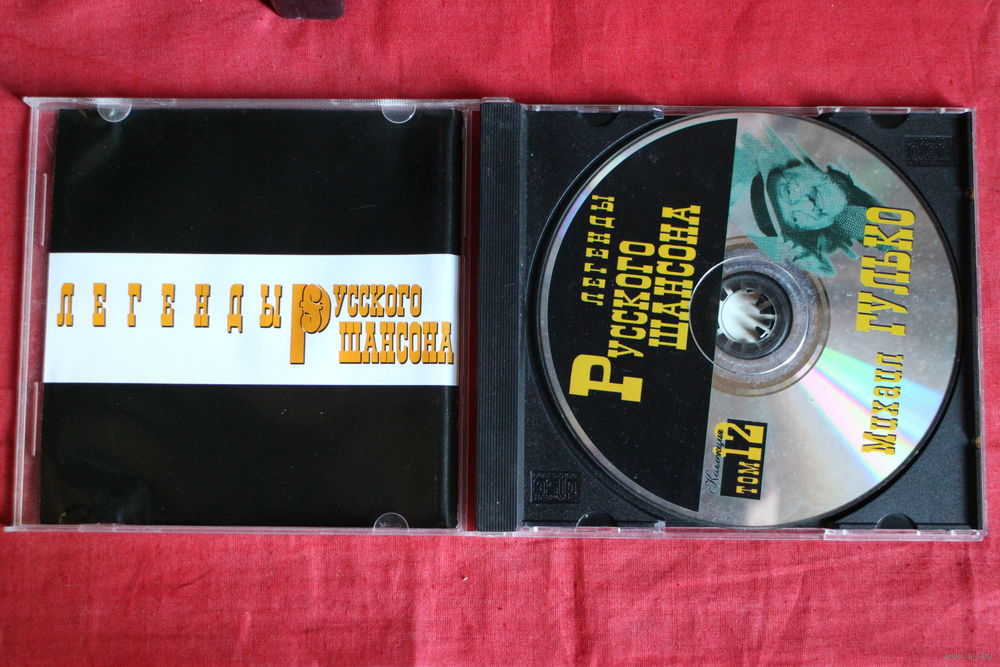 ЛЕГЕНДЫ РУССКОГО
ШАНСОНА
ЛЕГЕНДЫ
РУССКОГО
ШАНСОНА
Коллекция
ТОМ 12
Михаил ГУЛЬКО